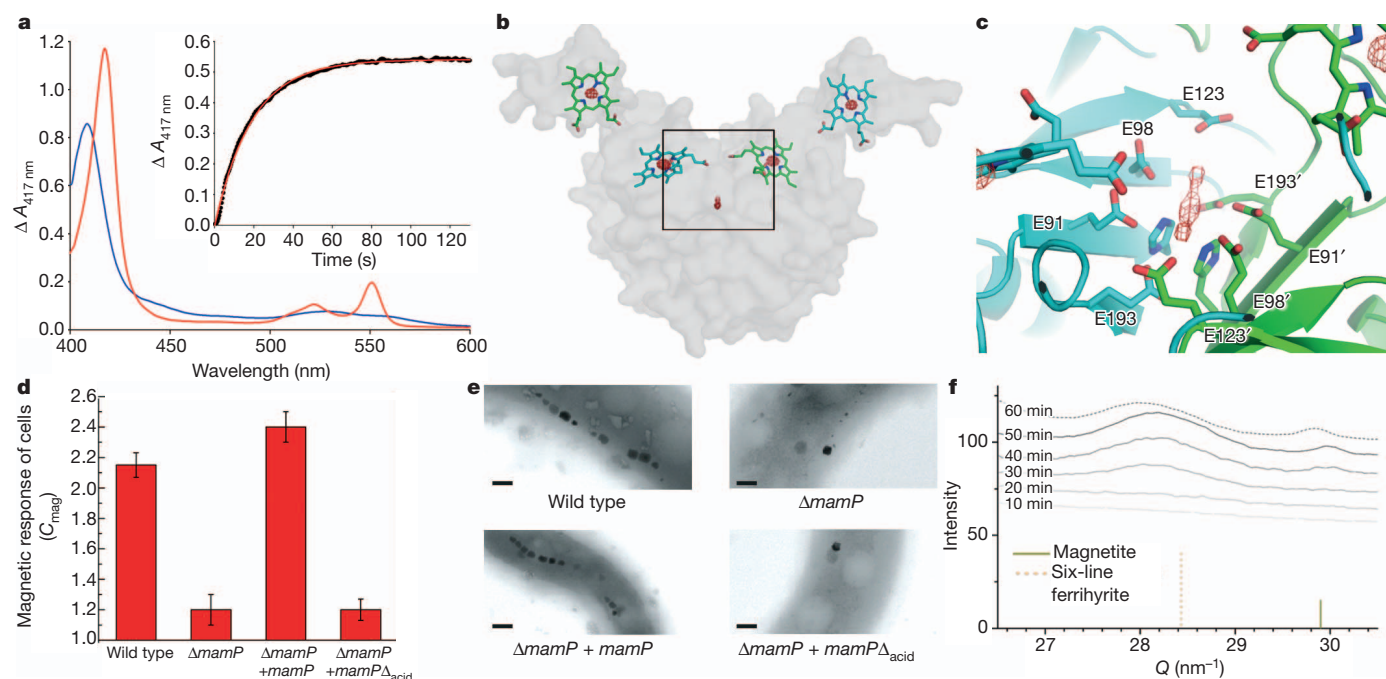 a
Δ A417 nm
1.2
1.0
0.8
0.6
0.4
0.2
0.0
400
450
500
550
600
Wavelength (nm)
Δ A417 nm
0.6
0.5
0.4
0.3
0.2
0.1
0.0
0
20
40
60
80
100
120
Time (s)
b
c
E123
E98
E193′
E91
E91′
E98′
E193
E123′
d
Magnetic response of cells
(Cmag)
2.6
2.4
2.2
2.0
1.8
1.6
1.4
1.2
1.0
Wild type
ΔmamP
ΔmamP
+mamP
ΔmamP
+mamPΔacid
e
Wild type
ΔmamP
ΔmamP + mamP
ΔmamP + mamPΔacid
f
Intensity
100
50
0
60 min
50 min
40 min
30 min
20 min
10 min
Magnetite
Six-line
ferrihyrite
27
28
29
30
Q (nm⁻¹)